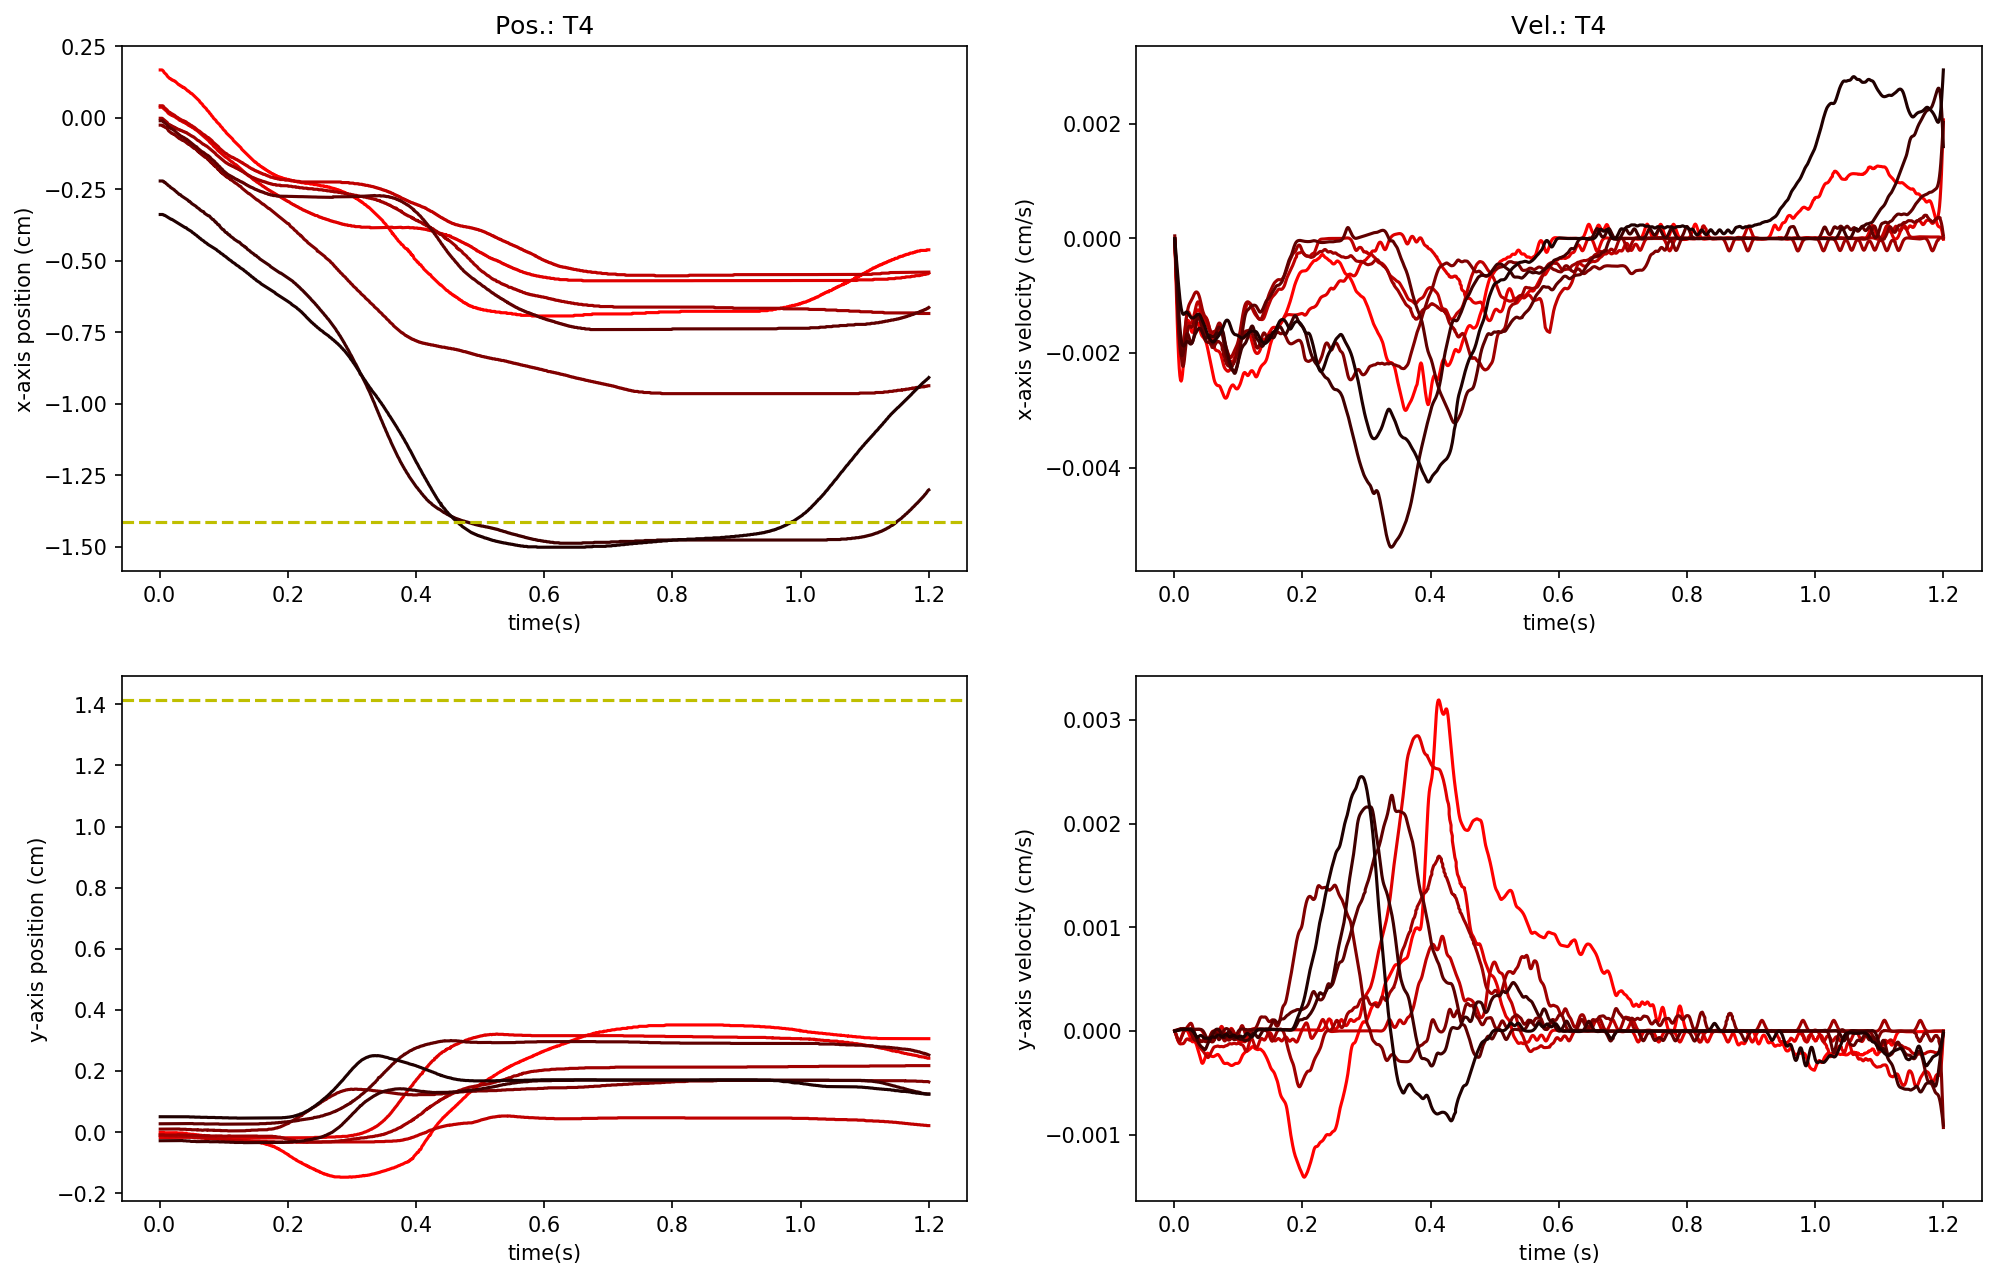 Pos.: T4
0.25
0.00
−0.25
−0.50
−0.75
−1.00
−1.25
−1.50
x-axis position (cm)
0.0 0.2 0.4 0.6 0.8 1.0 1.2
time(s)
Vel.: T4
0.002
0.000
−0.002
−0.004
x-axis velocity (cm/s)
0.0 0.2 0.4 0.6 0.8 1.0 1.2
time(s)
1.4
1.2
1.0
0.8
0.6
0.4
0.2
0.0
−0.2
y-axis position (cm)
0.0 0.2 0.4 0.6 0.8 1.0 1.2
time(s)
0.003
0.002
0.001
0.000
−0.001
y-axis velocity (cm/s)
0.0 0.2 0.4 0.6 0.8 1.0 1.2
time (s)